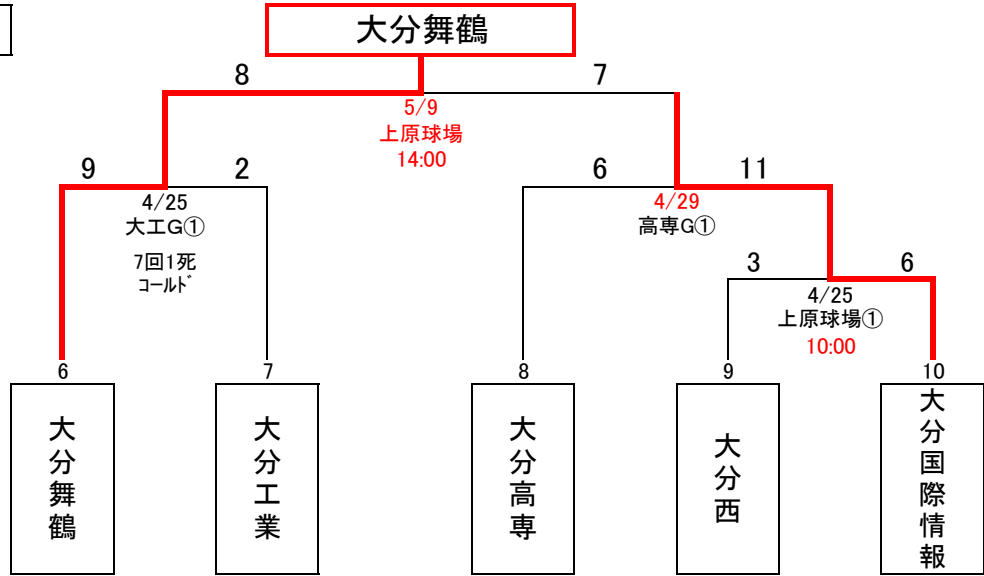 大分舞鶴
8
7
5/9
上原球場
14:00
9
2
6
11
4/25
大工G①
7回1死
コールド
4/29
高専G①
3
6
4/25
上原球場①
10:00
6
7
8
9
10
大分舞鶴
大分工業
大分高専
大分西
大分国際情報